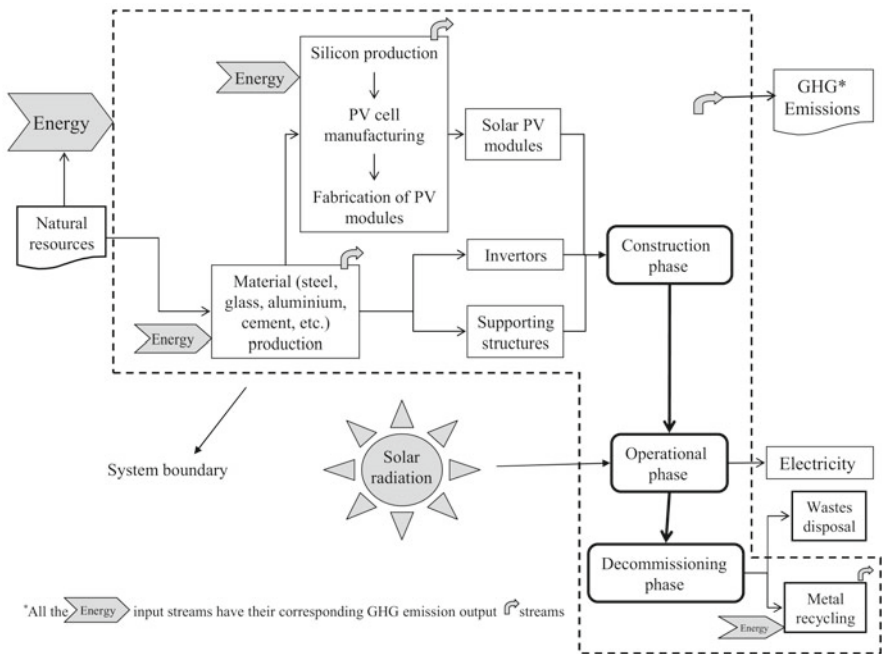 Silicon production
Energy
PV cell
manufacturing
Fabrication of PV
modules
Solar PV
modules
GHG*
Emissions
Energy
Natural
resources
Material (steel,
glass, aluminium,
cement, etc.)
production
Energy
Invertors
Supporting
structures
Construction
phase
System boundary
Solar
radiation
Operational
phase
Electricity
Decommissioning
phase
Wastes
disposal
Metal
recycling
Energy
*All the Energy input streams have their corresponding GHG emission output streams